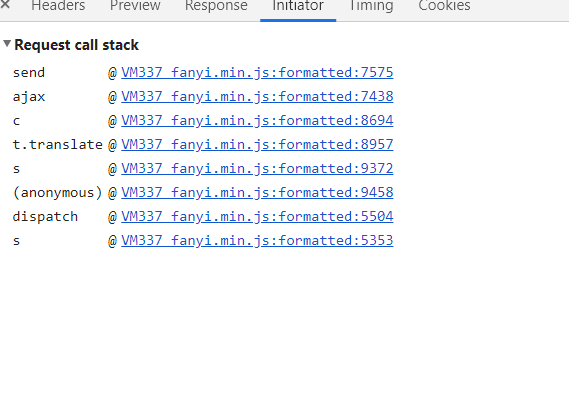 × Headers Preview Response Initiator Timing Cookies
▼ Request call stack
send @ VM337 fanyi.min.js:formatted:7575
ajax @ VM337 fanyi.min.js:formatted:7438
c @ VM337 fanyi.min.js:formatted:8694
t.translate @ VM337 fanyi.min.js:formatted:8957
s @ VM337 fanyi.min.js:formatted:9372
(anonymous) @ VM337 fanyi.min.js:formatted:9458
dispatch @ VM337 fanyi.min.js:formatted:5504
s @ VM337 fanyi.min.js:formatted:5353